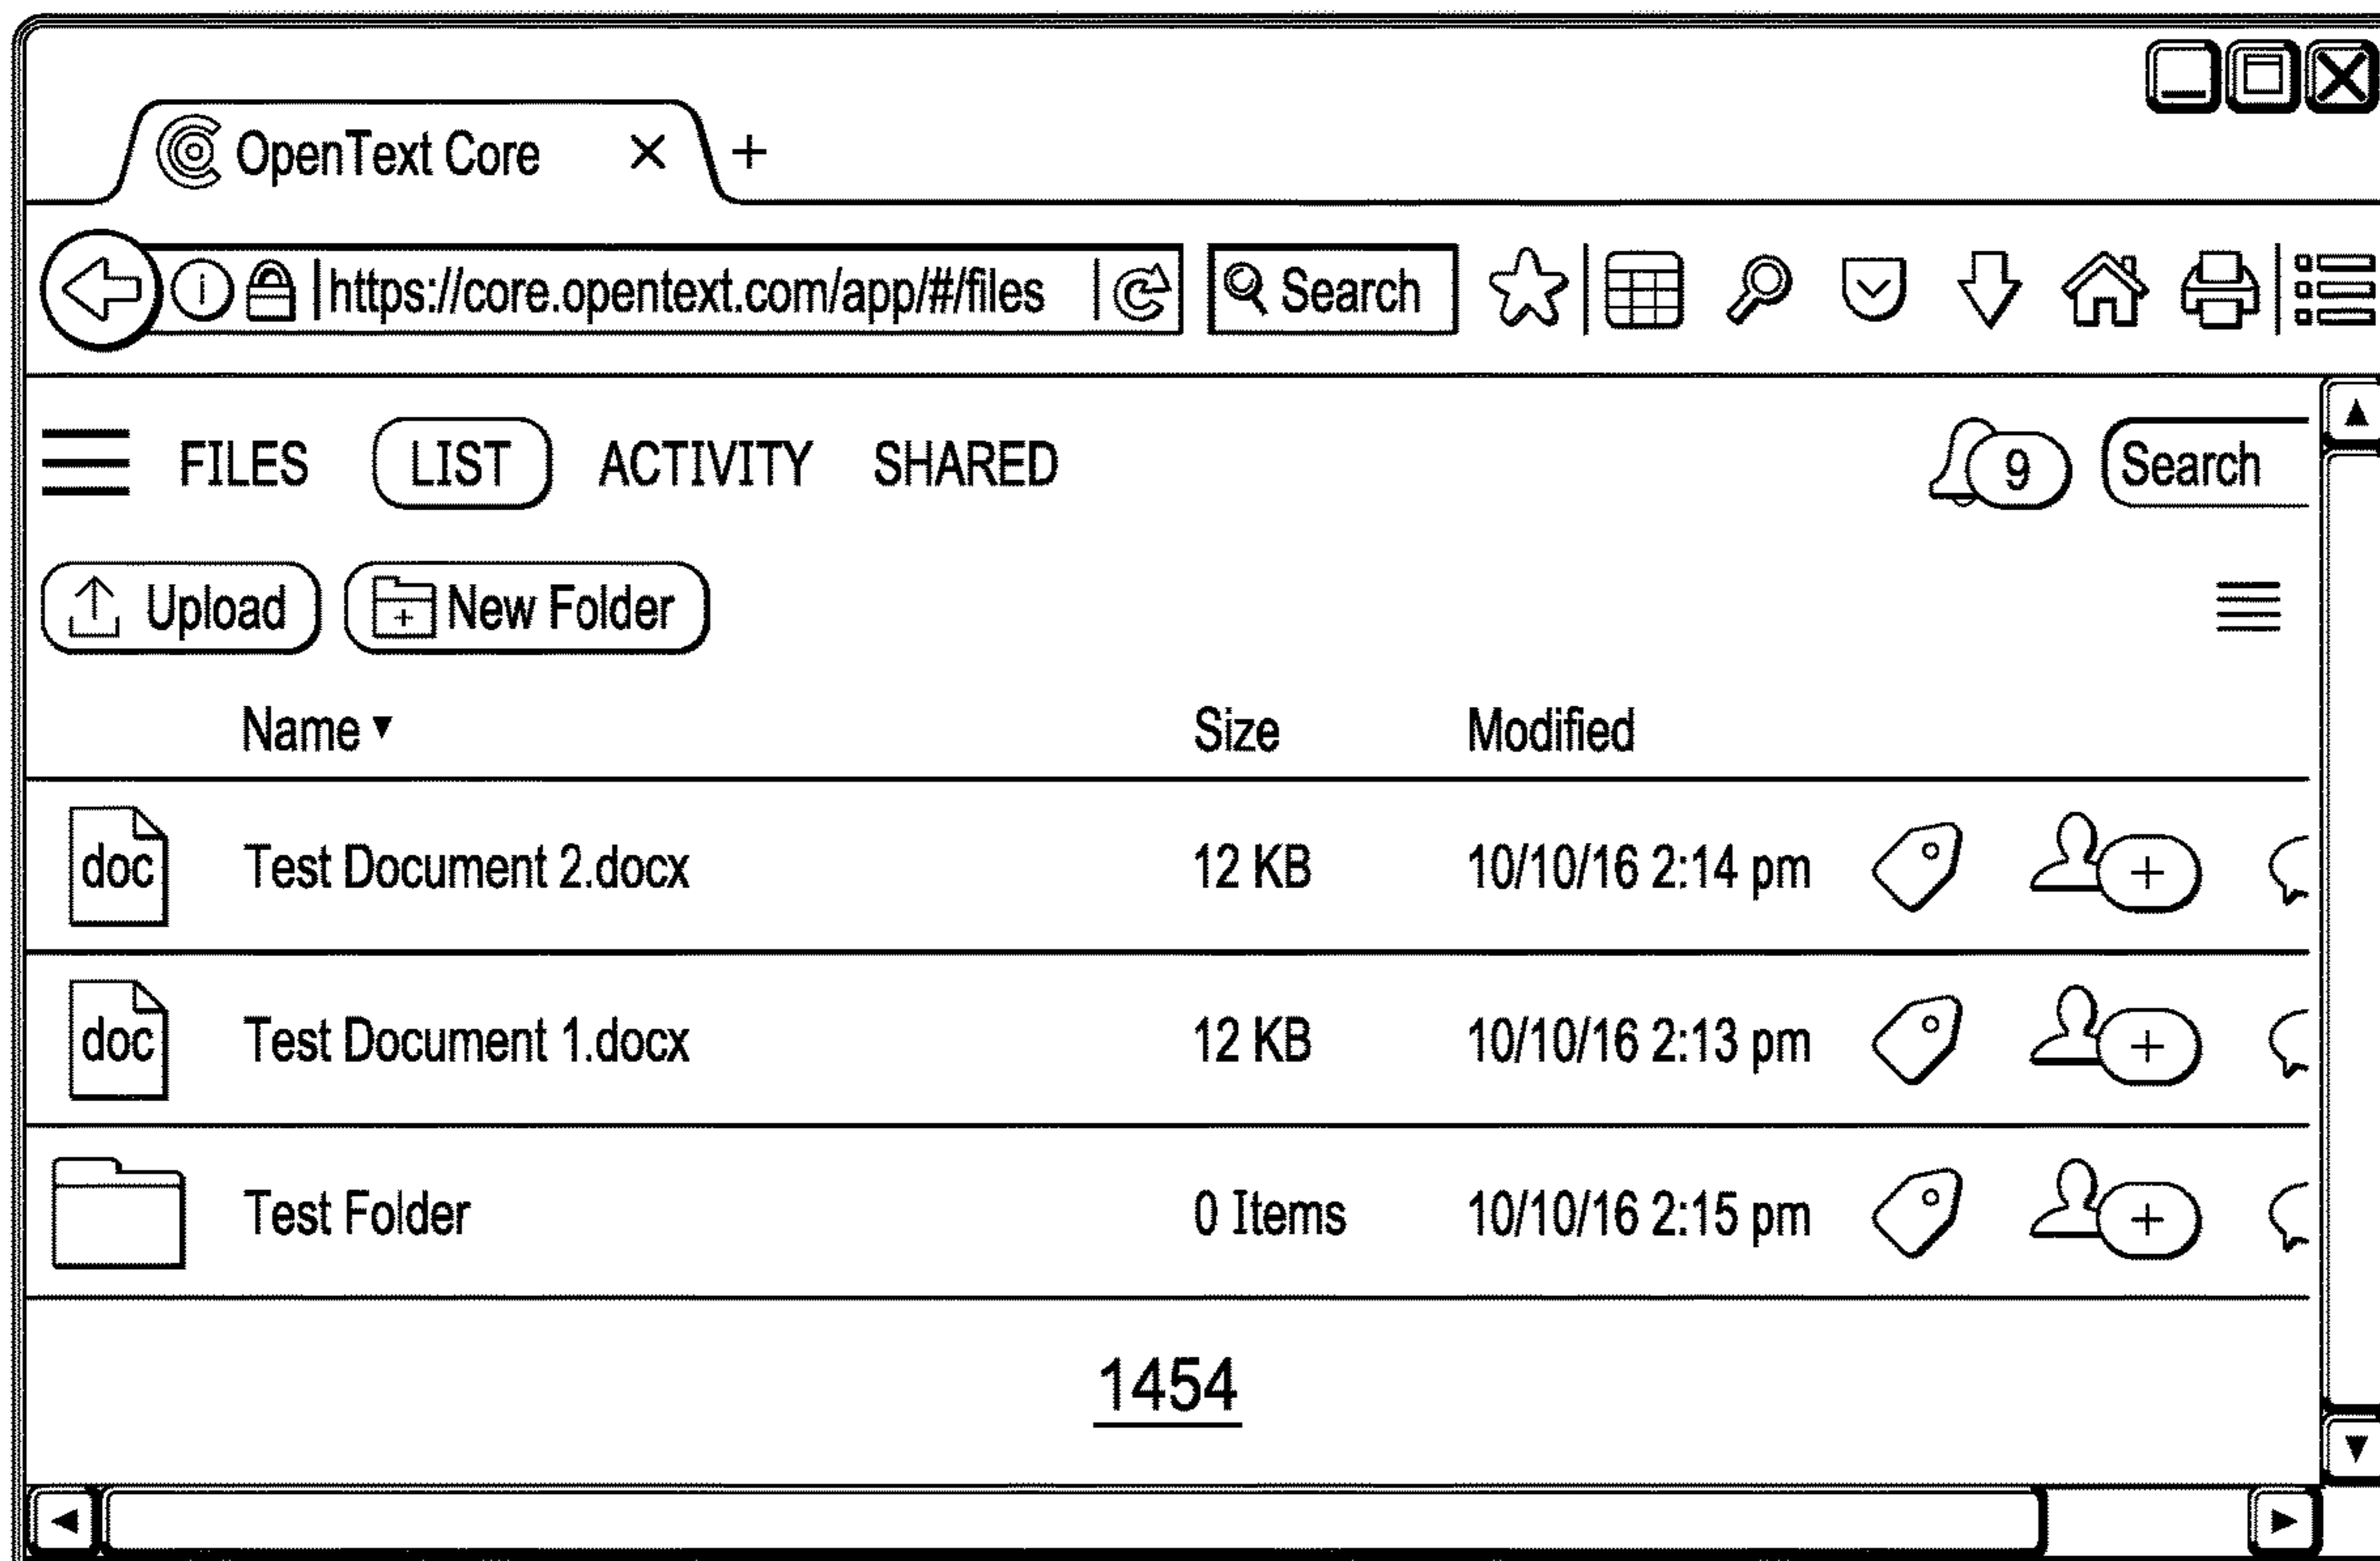 OpenText Core
https://core.opentext.com/app/#/files Search
FILES LIST ACTIVITY SHARED 9 Search
Upload New Folder
Name Size Modified
doc Test Document 2.docx 12 KB 10/10/16 2:14 pm
doc Test Document 1.docx 12 KB 10/10/16 2:13 pm
Test Folder 0 Items 10/10/16 2:15 pm
1454